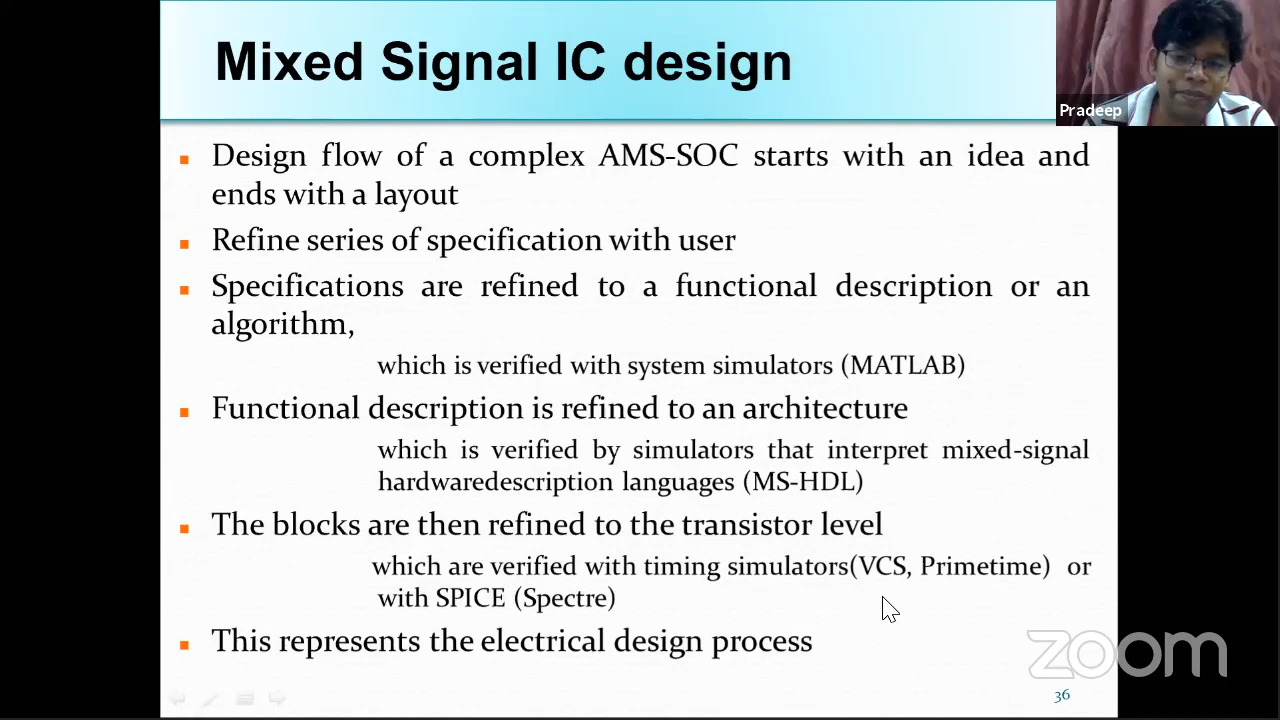 Mixed Signal IC design
Pradeep
▪ Design flow of a complex AMS-SOC starts with an idea and
ends with a layout
▪ Refine series of specification with user
▪ Specifications are refined to a functional description or an
algorithm,
which is verified with system simulators (MATLAB)
▪ Functional description is refined to an architecture
which is verified by simulators that interpret mixed-signal
hardwaredescription languages (MS-HDL)
▪ The blocks are then refined to the transistor level
which are verified with timing simulators(VCS, Primetime) or
with SPICE (Spectre)
▪ This represents the electrical design process
zoom
36